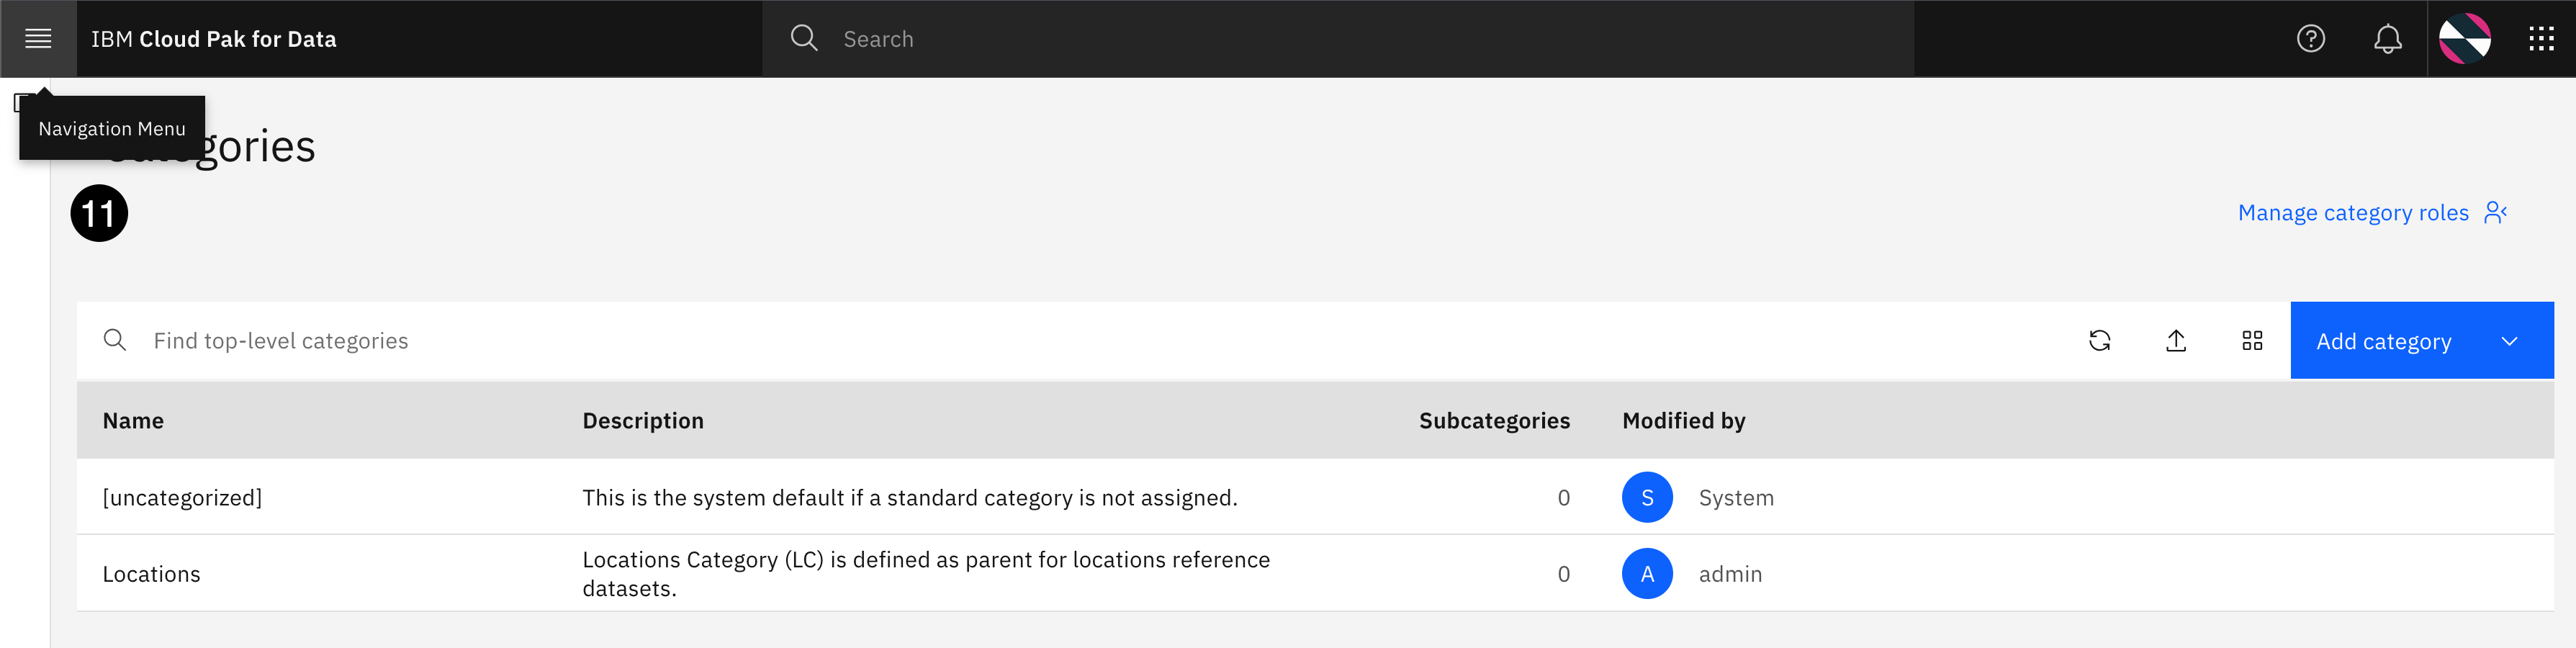 IBM Cloud Pak for Data
Search
Navigation Menu
Categories
11
Manage category roles
Find top-level categories
Add category
Name Description Subcategories Modified by
[uncategorized] This is the system default if a standard category is not assigned. 0 S System
Locations Locations Category (LC) is defined as parent for locations reference
datasets. 0 A admin